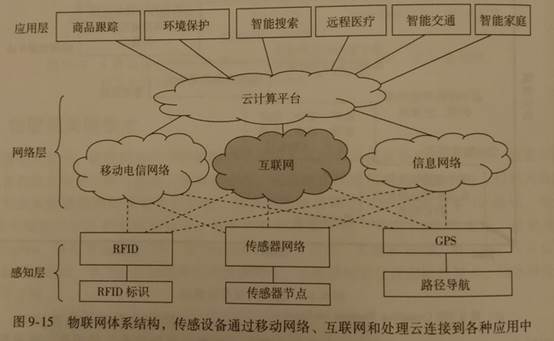 应用层 商品跟踪 环境保护 智能搜索 远程医疗 智能交通 智能家庭
云计算平台
网络层
移动电信网络 互联网 信息网络
RFID 传感器网络 GPS
感知层
RFID 标识 传感器节点 路径导航
图 9-15 物联网体系结构，传感设备通过移动网络、互联网和处理云连接到各种应用中